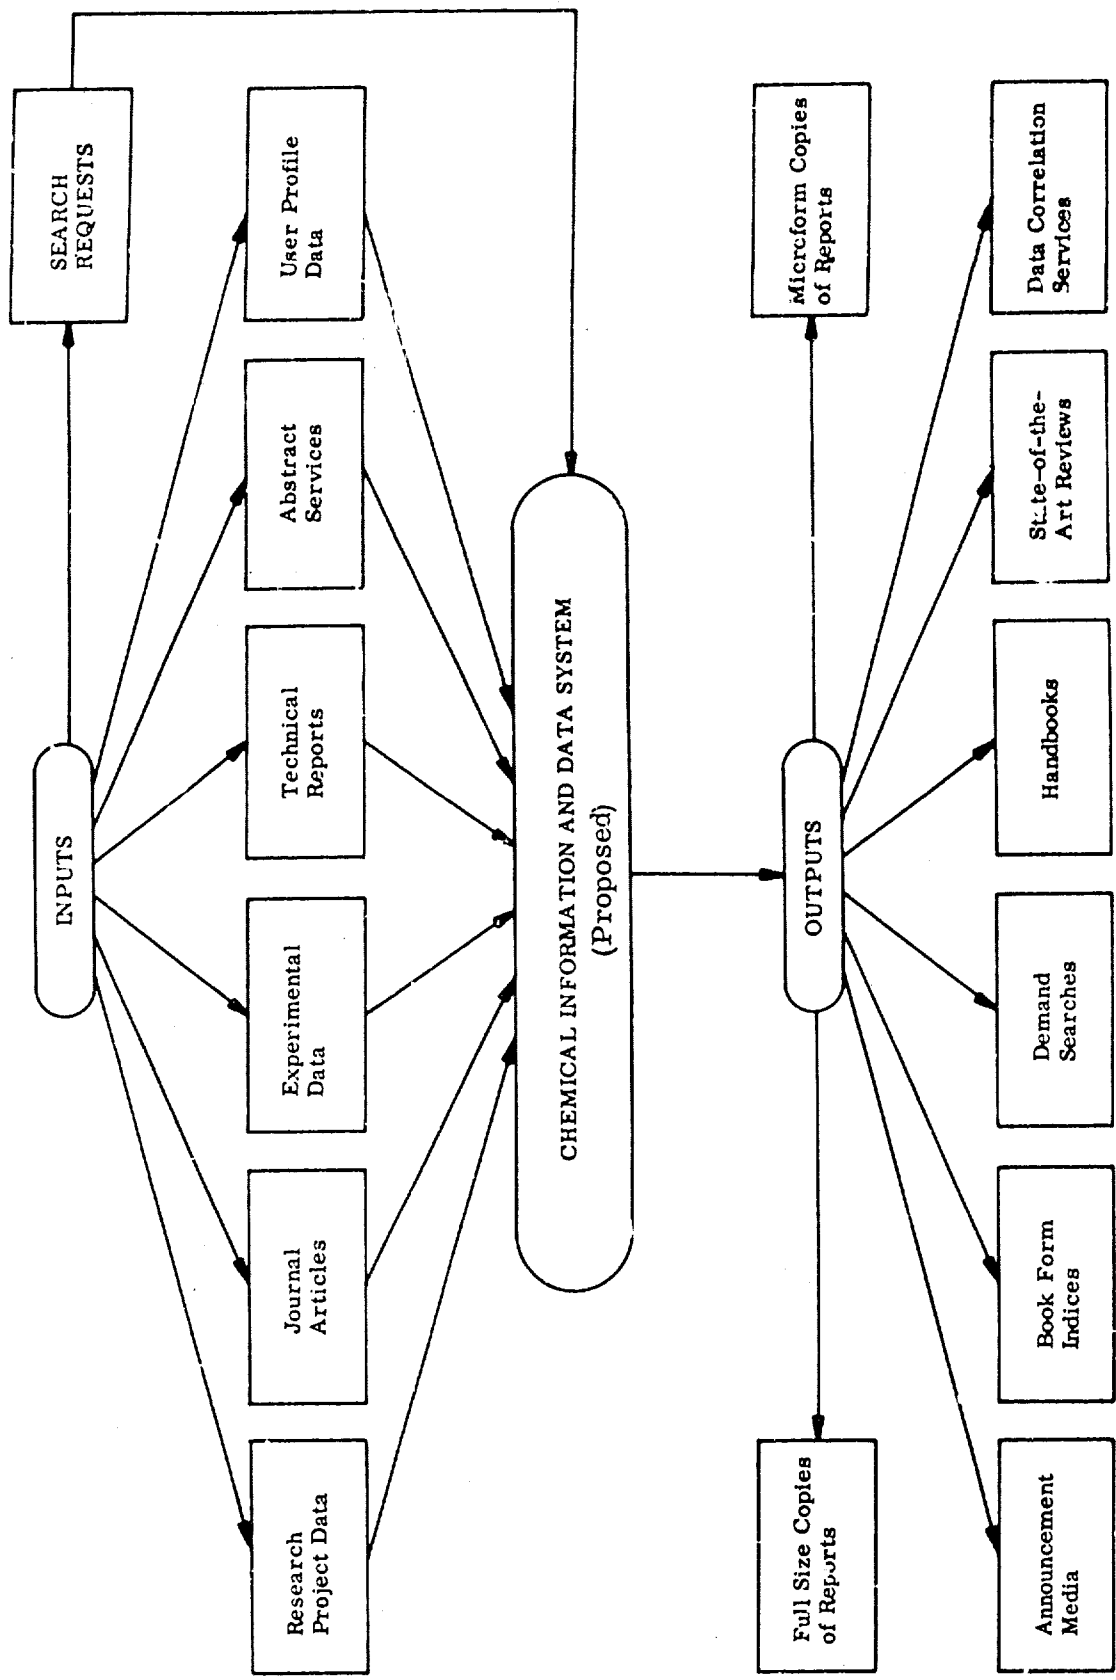 INPUTS
SEARCH
REQUESTS
Research
Project Data
Journal
Articles
Experimental
Data
Technical
Reports
Abstract
Services
User Profile
Data
CHEMICAL INFORMATION AND DATA SYSTEM
(Proposed)
OUTPUTS
Full Size Copies
of Reports
Microform Copies
of Reports
Announcement
Media
Book Form
Indices
Demand
Searches
Handbooks
State-of-the-
Art Reviews
Data Correlation
Services